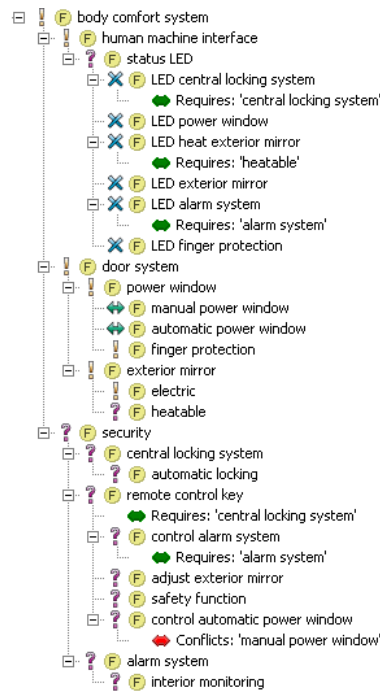 F body comfort system
F human machine interface
F status LED
F LED central locking system
Requires: 'central locking system'
F LED power window
F LED heat exterior mirror
Requires: 'heatable'
F LED exterior mirror
F LED alarm system
Requires: 'alarm system'
F LED finger protection
F door system
F power window
F manual power window
F automatic power window
F finger protection
F exterior mirror
F electric
F heatable
F security
F central locking system
F automatic locking
F remote control key
Requires: 'central locking system'
F control alarm system
Requires: 'alarm system'
F adjust exterior mirror
F safety function
F control automatic power window
Conflicts: 'manual power window'
F alarm system
F interior monitoring